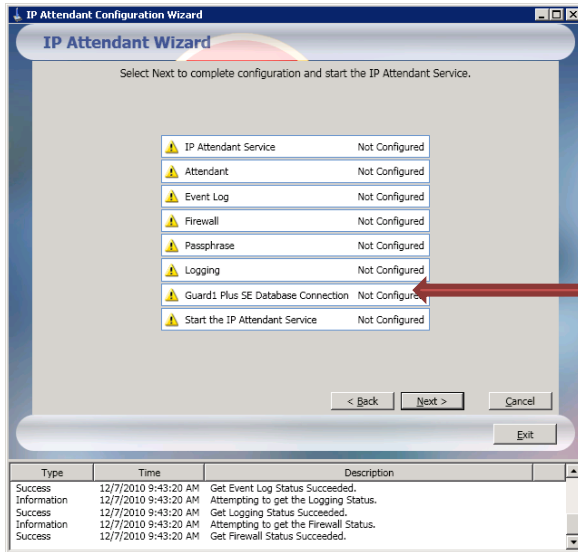 IP Attendant Configuration Wizard
IP Attendant Wizard
Select Next to complete configuration and start the IP Attendant Service.
IP Attendant Service Not Configured
Attendant Not Configured
Event Log Not Configured
Firewall Not Configured
Passphrase Not Configured
Logging Not Configured
Guard1 Plus SE Database Connection Not Configured
Start the IP Attendant Service Not Configured
< Back Next > Cancel
Exit
Type Time Description
Success 12/7/2010 9:43:20 AM Get Event Log Status Succeeded.
Information 12/7/2010 9:43:20 AM Attempting to get the Logging Status.
Success 12/7/2010 9:43:20 AM Get Logging Status Succeeded.
Information 12/7/2010 9:43:20 AM Attempting to get the Firewall Status.
Success 12/7/2010 9:43:20 AM Get Firewall Status Succeeded.